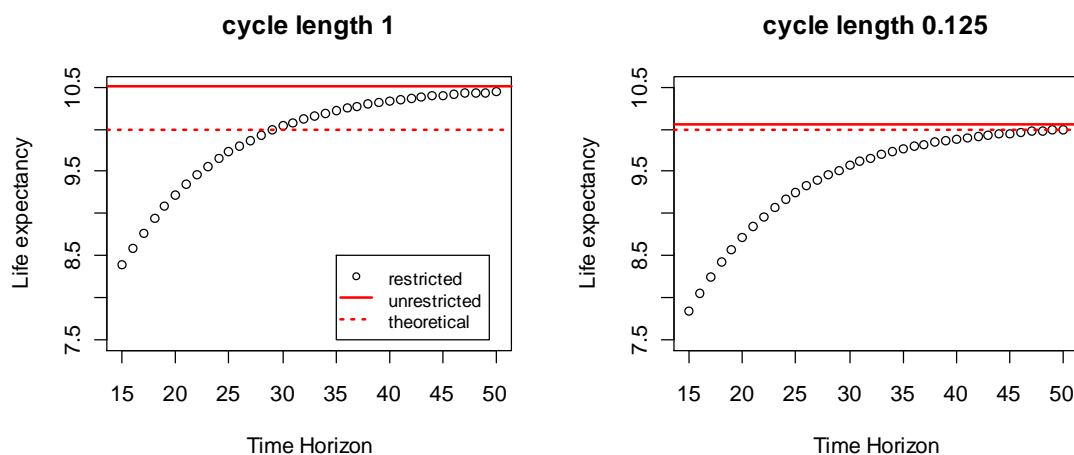 cycle length 1
Life expectancy
10.5
9.5
8.5
7.5
restricted
unrestricted
theoretical
15 20 25 30 35 40 45 50
Time Horizon
cycle length 0.125
Life expectancy
10.5
9.5
8.5
7.5
15 20 25 30 35 40 45 50
Time Horizon